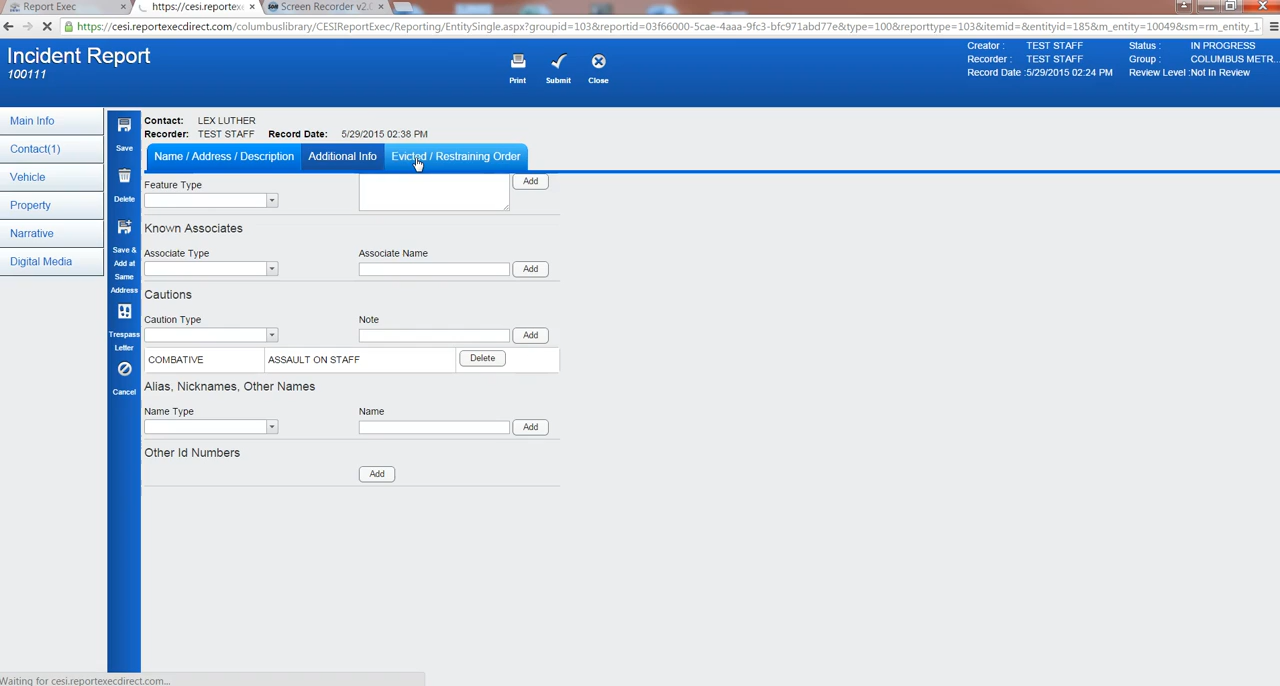 Report Exec
https://cesi.reportexe
Screen Recorder v2.
https://cesi.reportexecdirect.com/columbuslibrary/CESIReportExec/Reporting/EntitySingle.aspx?groupid=103&reportid=03f66000-5cae-4aaa-9fc3-bfc971abd77e&type=100&reporttype=103&itemid=&entityid=185&m_entity=10049&sm=rm_entity_1
Incident Report
100111
Print
Submit
Close
Creator : TEST STAFF Status : IN PROGRESS
Recorder : TEST STAFF Group : COLUMBUS METR...
Record Date :5/29/2015 02:24 PM Review Level :Not In Review
Main Info
Contact(1)
Vehicle
Property
Narrative
Digital Media
Save
Delete
Save &
Add at
Same
Address
Trespass
Letter
Cancel
Contact: LEX LUTHER
Recorder: TEST STAFF Record Date: 5/29/2015 02:38 PM
Name / Address / Description Additional Info Evicted / Restraining Order
Feature Type
Add
Known Associates
Associate Type Associate Name
Add
Cautions
Caution Type Note
Add
COMBATIVE ASSAULT ON STAFF Delete
Alias, Nicknames, Other Names
Name Type Name
Add
Other Id Numbers
Add
Waiting for cesi.reportexecdirect.com...